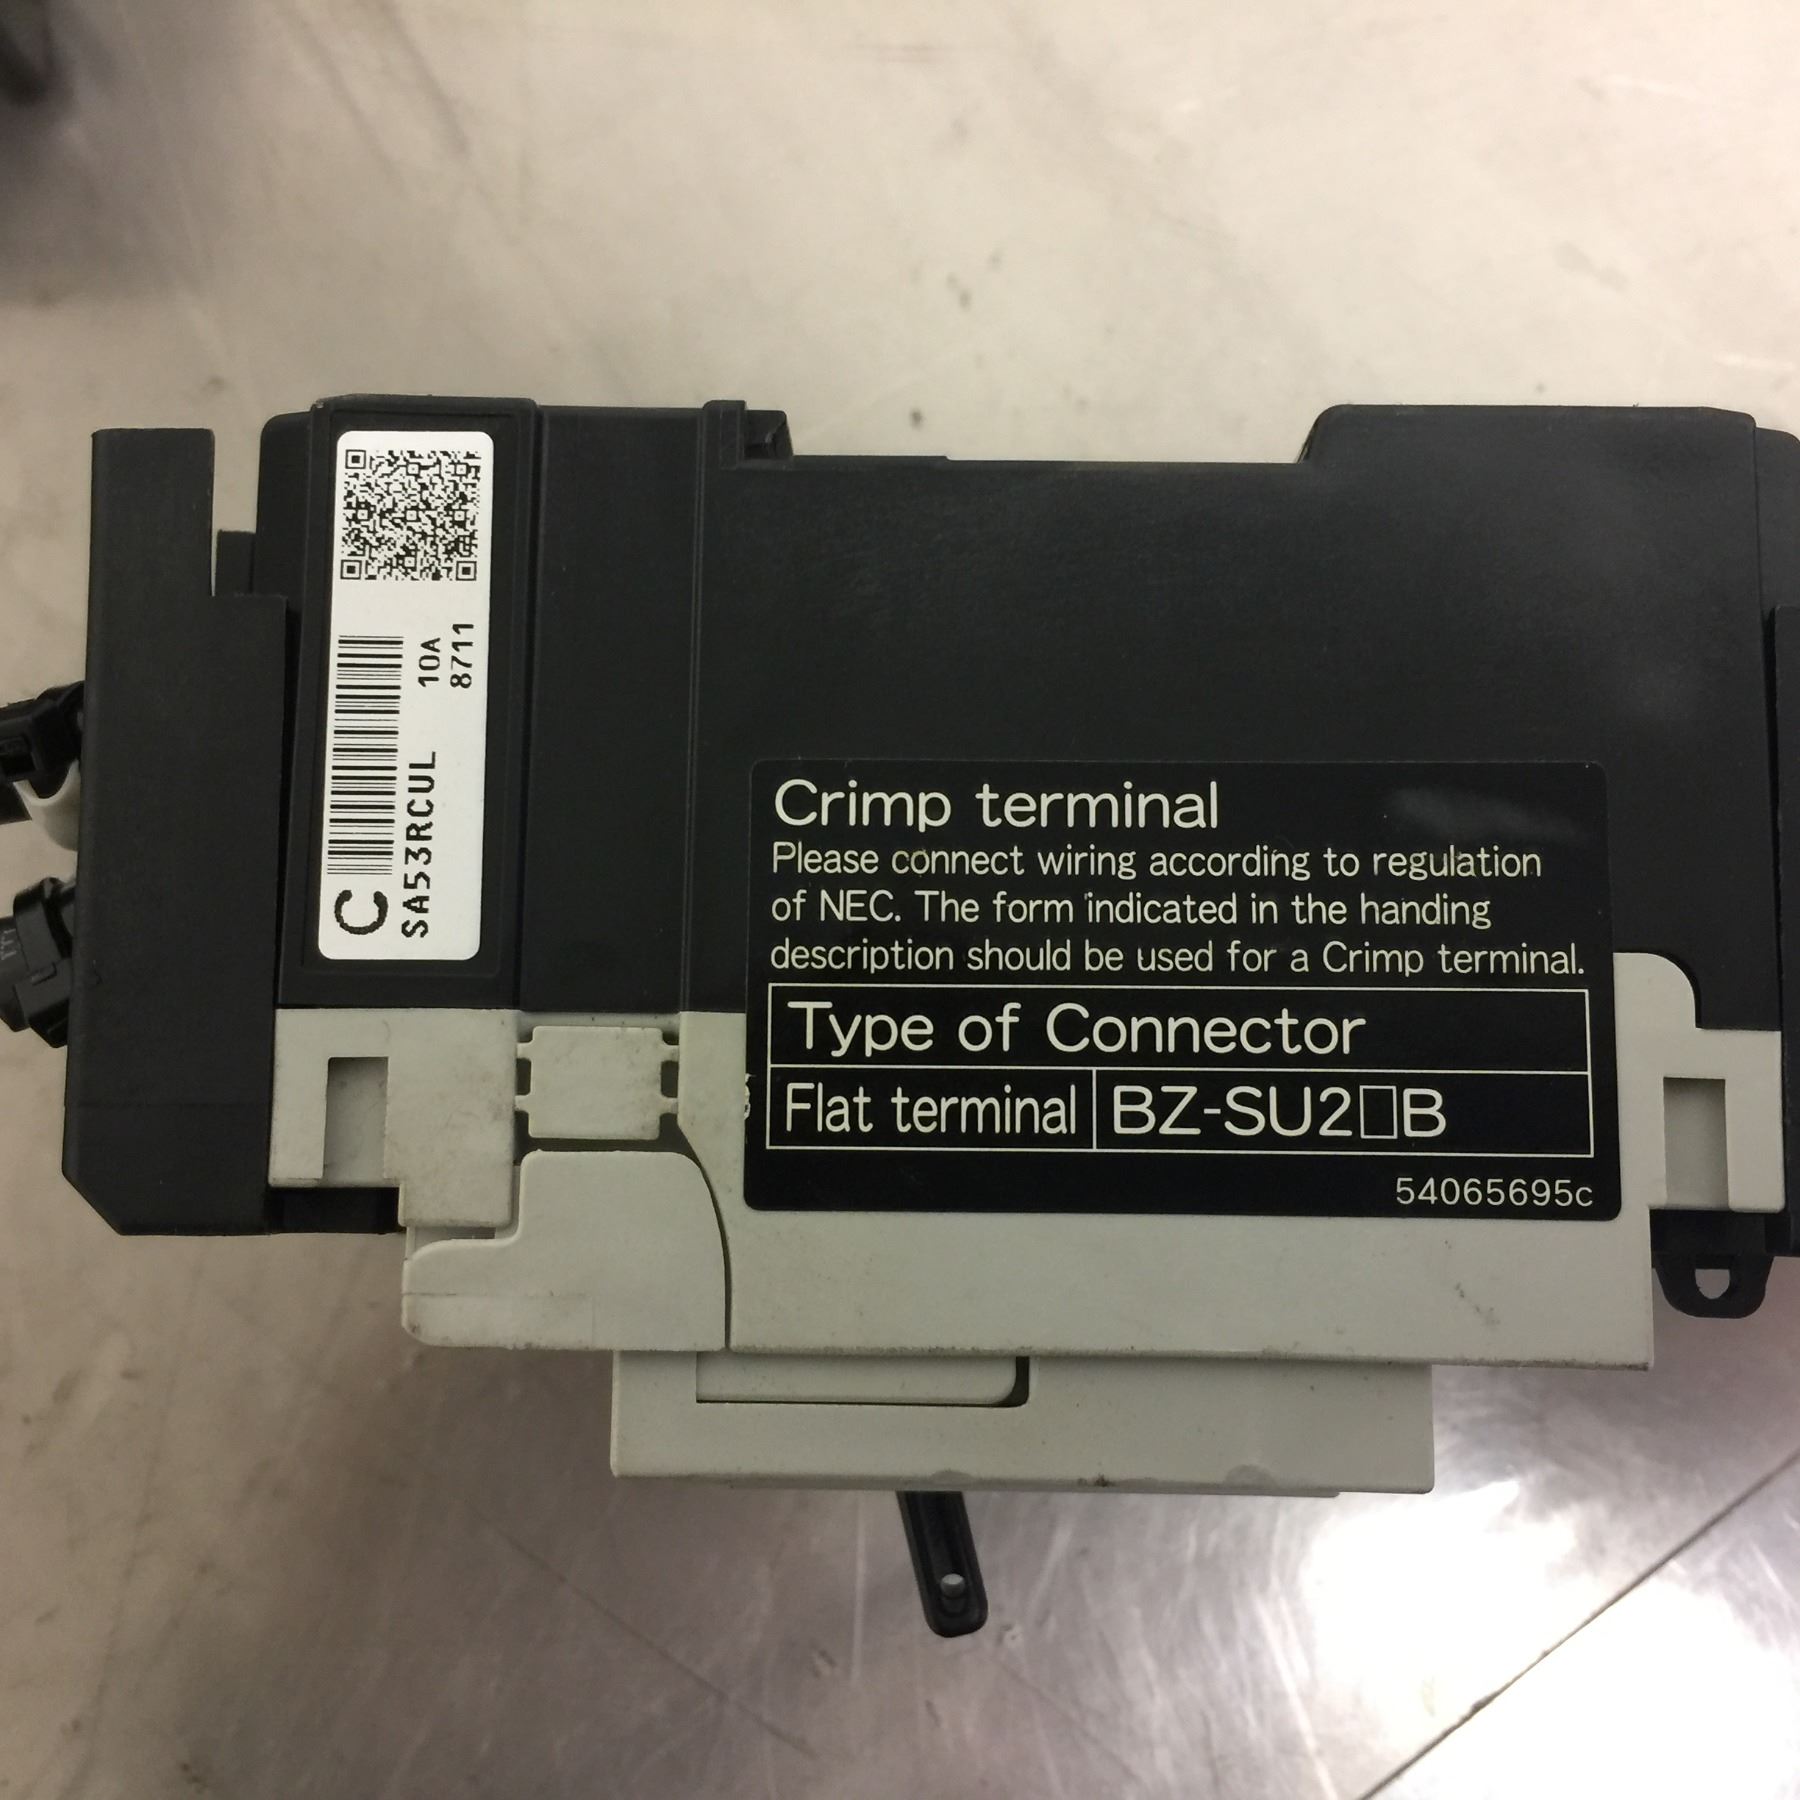 C
SA53RCUL 10A
8711
Crimp terminal
Please connect wiring according to regulation
of NEC. The form indicated in the handing
description should be used for a Crimp terminal.
Type of Connector
Flat terminal BZ-SU2□B
54065695c